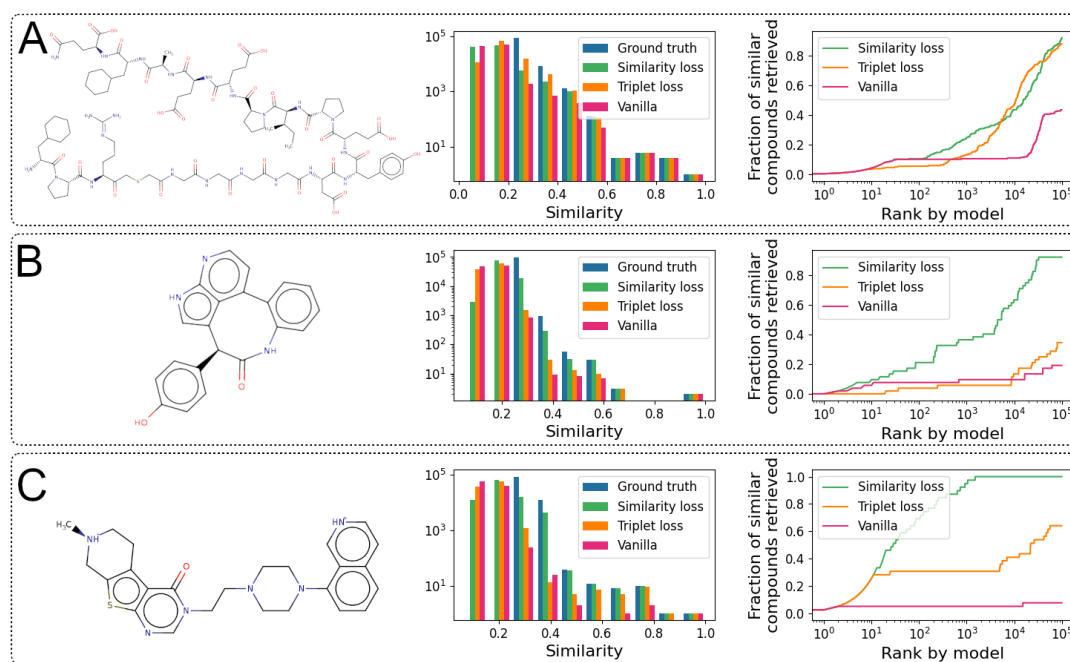 A
Ground truth
Similarity loss
Triplet loss
Vanilla
10^5
10^3
10^1
0.0 0.2 0.4 0.6 0.8 1.0
Similarity
Fraction of similar
compounds retrieved
Similarity loss
Triplet loss
Vanilla
0.8
0.6
0.4
0.2
0.0
10^0 10^1 10^2 10^3 10^4 10^5
Rank by model
B
N
HN
NH
O
HO
Ground truth
Similarity loss
Triplet loss
Vanilla
10^5
10^4
10^3
10^2
10^1
0.2 0.4 0.6 0.8 1.0
Similarity
Fraction of similar
compounds retrieved
Similarity loss
Triplet loss
Vanilla
0.8
0.6
0.4
0.2
0.0
10^0 10^1 10^2 10^3 10^4 10^5
Rank by model
C
H₃C
NH⁺
S
O
N
N
N
N
Ground truth
Similarity loss
Triplet loss
Vanilla
10^5
10^3
10^1
0.2 0.4 0.6 0.8 1.0
Similarity
Fraction of similar
compounds retrieved
Similarity loss
Triplet loss
Vanilla
1.0
0.8
0.6
0.4
0.2
0.0
10^0 10^1 10^2 10^3 10^4 10^5
Rank by model